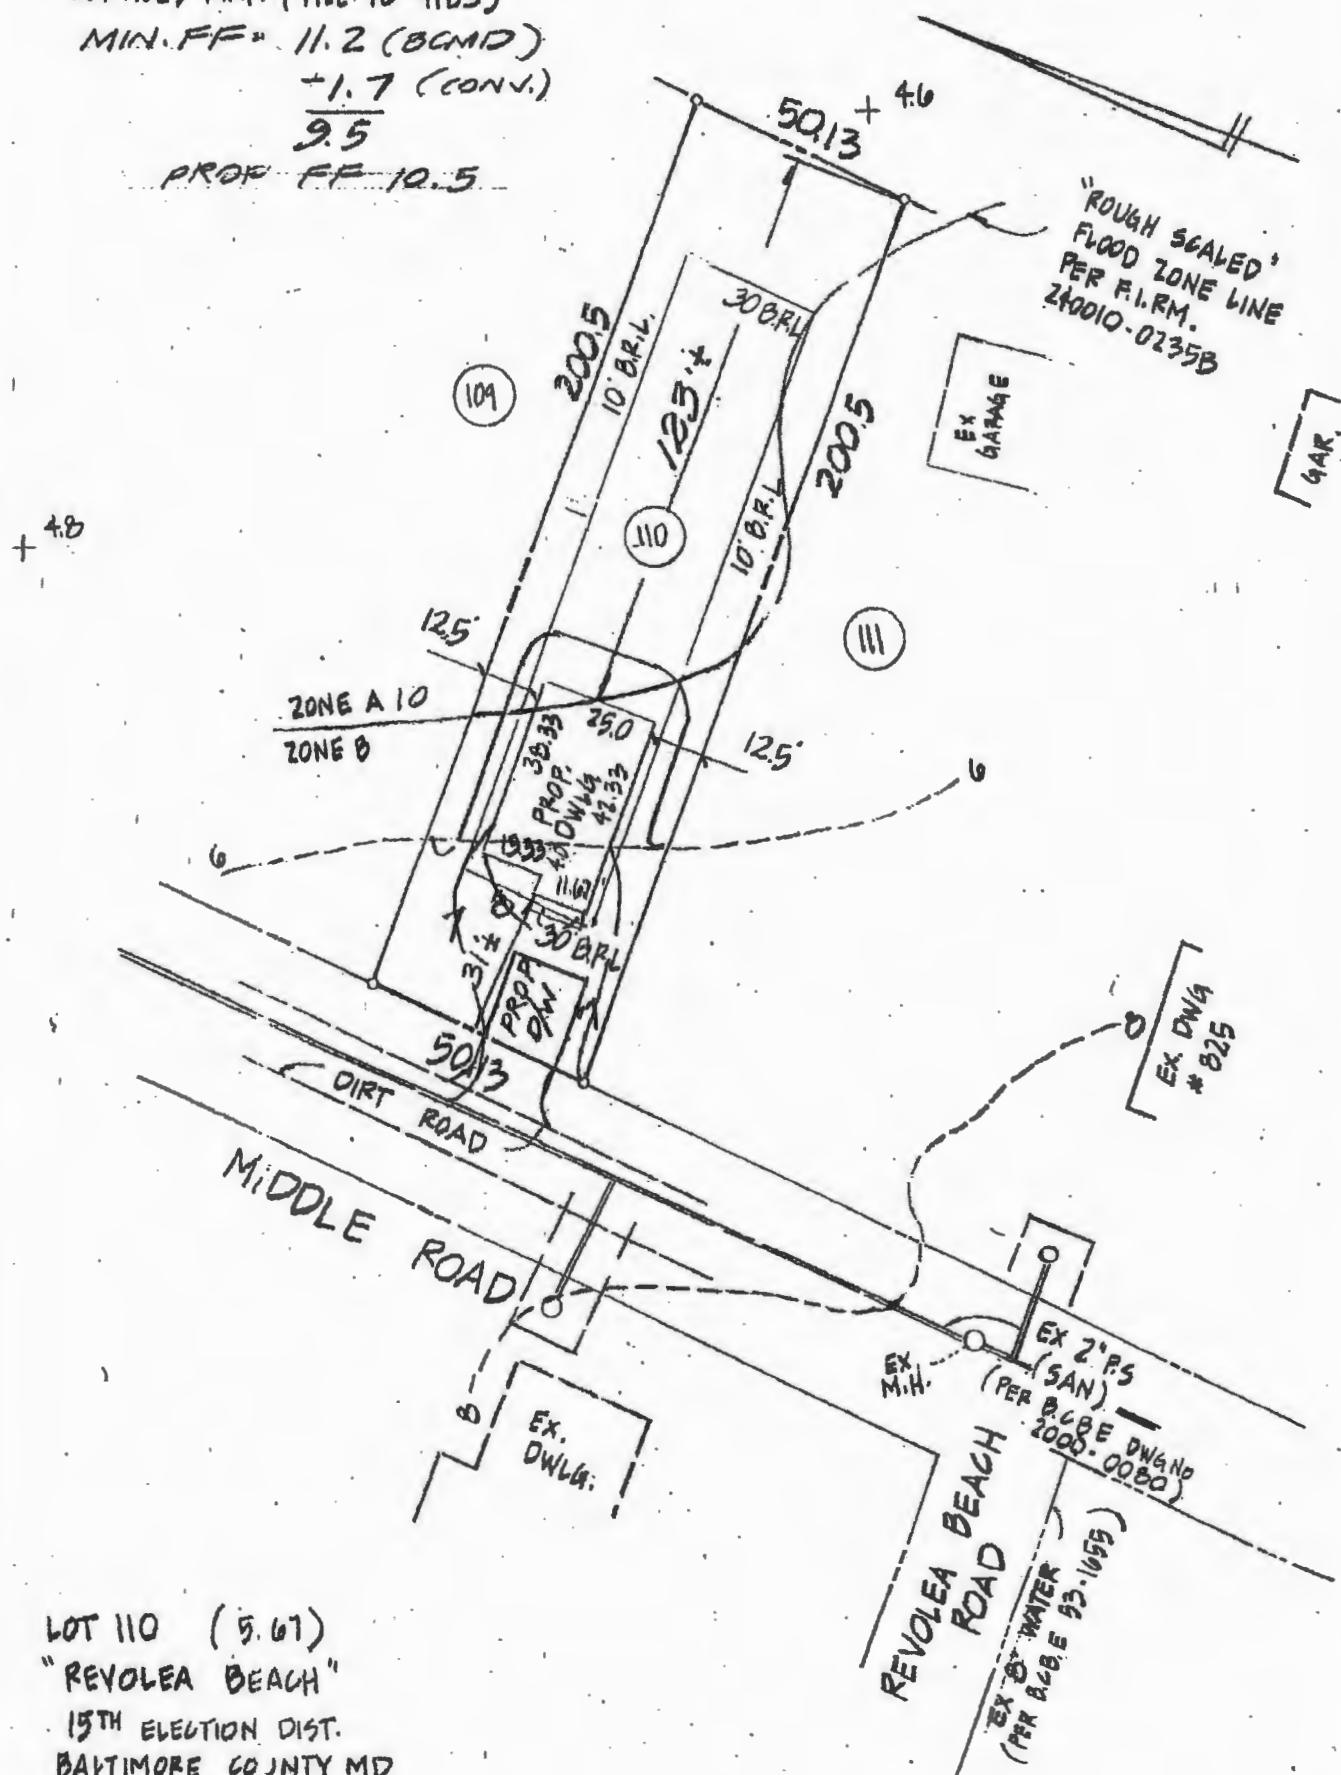 MIN. FF = 11.2 (BCMD)
-1.7 (CONV.)
9.5
PROP FF 10.5
50.13
+ 4.6
"ROUGH SCALED"
FLOOD ZONE LINE
PER F.I.R.M.
240010-0235B
30 B.R.L
200.5
10' B.R.L.
123'±
109
EX
GARAGE
GAR.
200.5
110
10' B.R.L
+ 4.8
12.5'
111
ZONE A 10
ZONE B
25.0
38.33
PROP.
DWLG
42.33
12.5'
6
6
15.33
4.0
11.67
8
30' B.R.L
31'±
PROP.
D/W
50.13
DIRT ROAD
MIDDLE ROAD
8
EX. DWG
# 825
EX
M.H.
EX 2" P.S
(SAN)
(PER B.C.B.E DWG NO
2000-0080)
8
EX.
DWLG.
REVOLEA BEACH
ROAD
EX 8" WATER
(PER B.C.B.E 53-1655)
LOT 110 (5.67)
"REVOLEA BEACH"
15TH ELECTION DIST.
BALTIMORE COUNTY MD